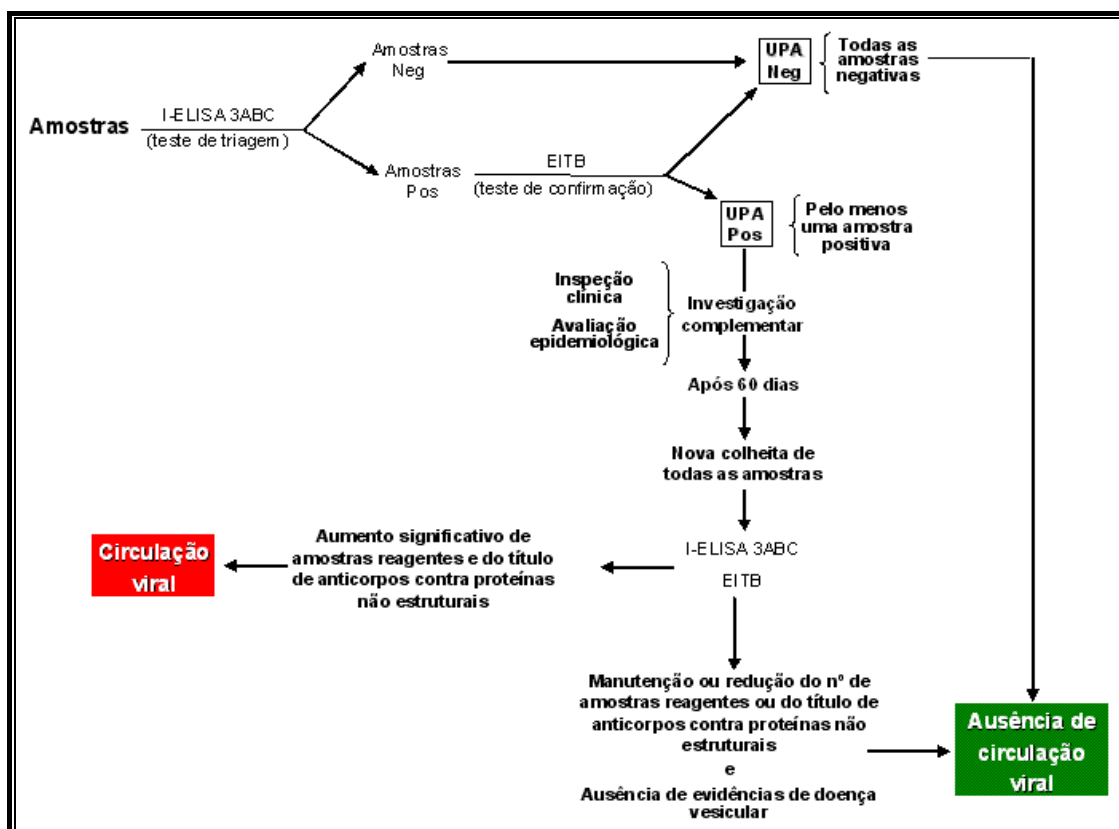 Amostras
I-ELISA 3ABC
(teste de triagem)
Amostras
Neg
Amostras
Pos
EITB
(teste de confirmação)
UPA
Neg
Todas as
amostras
negativas
UPA
Pos
Pelo menos
uma amostra
positiva
Inspeção
clínica
Avaliação
epidemiológica
Investigação
complementar
Após 60 dias
Nova colheita de
todas as amostras
I-ELISA 3ABC
EITB
Aumento significativo de
amostras reagentes e do título
de anticorpos contra proteínas
não estruturais
Circulação
viral
Manutenção ou redução do nº de
amostras reagentes ou do título de
anticorpos contra proteínas não
estruturais
e
Ausência de evidências de doença
vesicular
Ausência de
circulação
viral